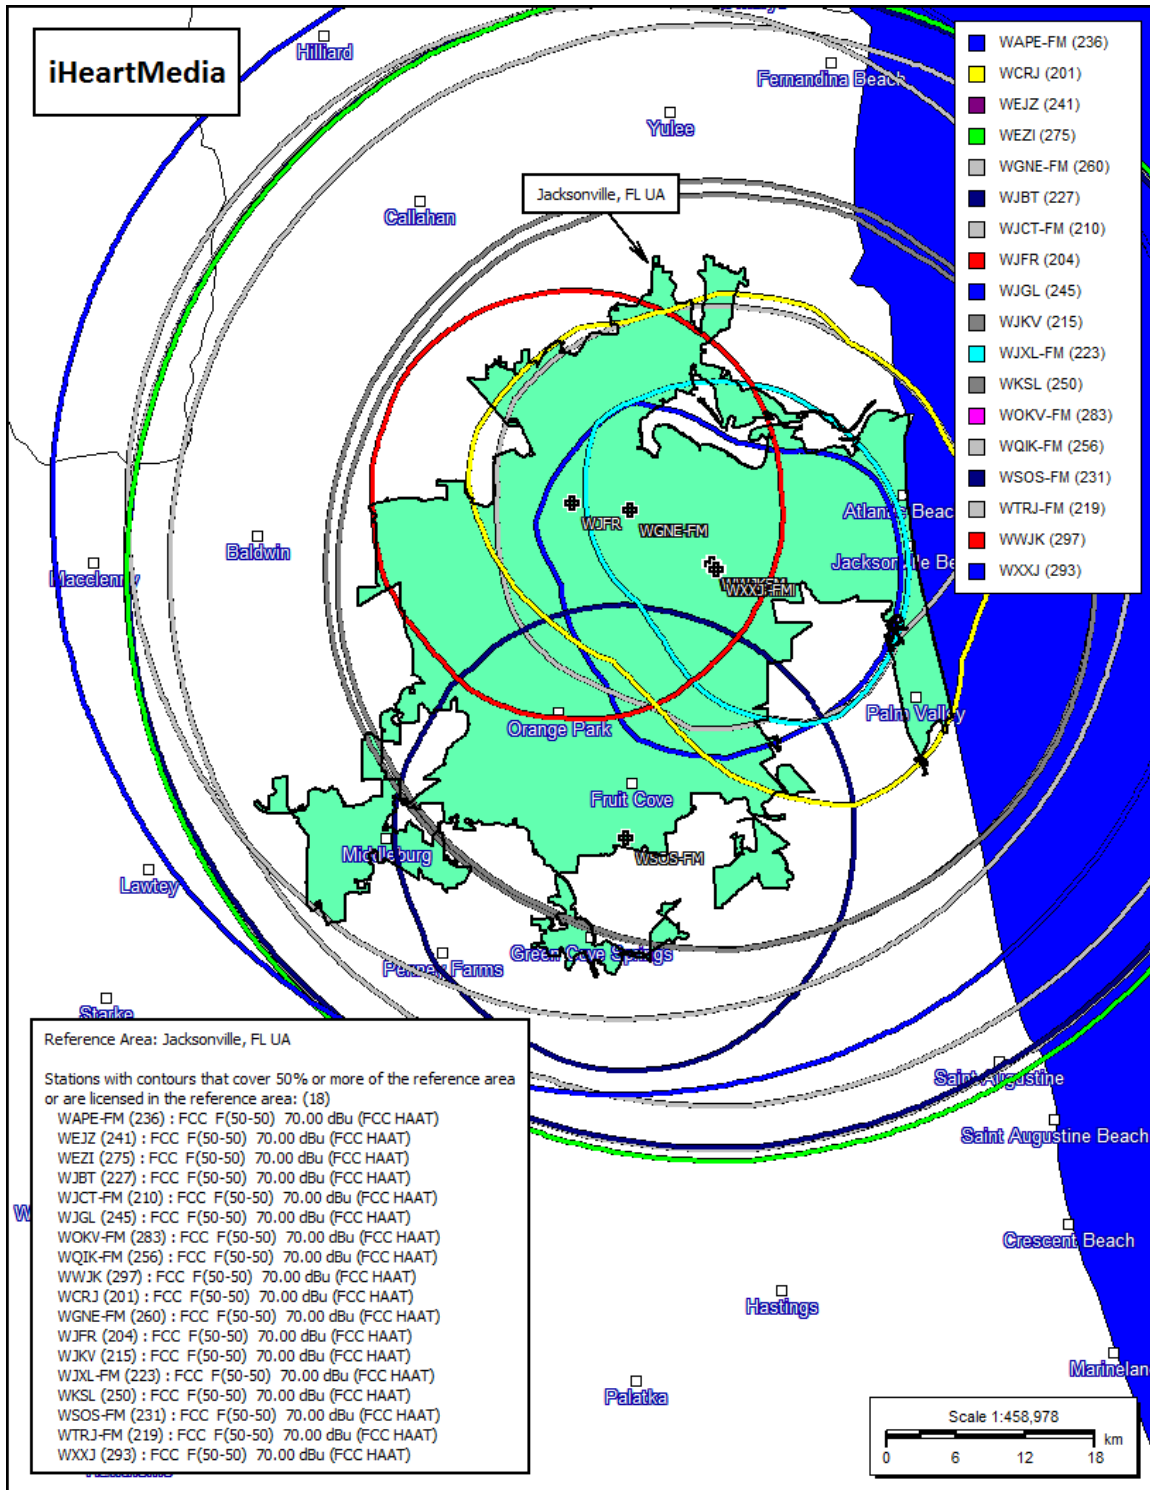 iHeartMedia
Hilliard
Fernandina Beach
Yulee
Jacksonville, FL UA
Callahan
WAPE-FM (236)
WCRJ (201)
WEJZ (241)
WEZI (275)
WGNE-FM (260)
WJBT (227)
WJCT-FM (210)
WJFR (204)
WJGL (245)
WJKV (215)
WJXL-FM (223)
WKSL (250)
WOKV-FM (283)
WQIK-FM (256)
WSOS-FM (231)
WTRJ-FM (219)
WWJK (297)
WXXJ (293)
WJFR
WGNE-FM
Baldwin
Macclenny
WXXJ
Palm Valley
Orange Park
Fruit Cove
WSOS-FM
Middleburg
Lawtey
Green Cove Springs
Penney Farms
Starke
Saint Augustine
Saint Augustine Beach
Crescent Beach
Hastings
Palatka
Reference Area: Jacksonville, FL UA
Stations with contours that cover 50% or more of the reference area
or are licensed in the reference area: (18)
WAPE-FM (236) : FCC F(50-50) 70.00 dBu (FCC HAAT)
WEJZ (241) : FCC F(50-50) 70.00 dBu (FCC HAAT)
WEZI (275) : FCC F(50-50) 70.00 dBu (FCC HAAT)
WJBT (227) : FCC F(50-50) 70.00 dBu (FCC HAAT)
WJCT-FM (210) : FCC F(50-50) 70.00 dBu (FCC HAAT)
WJGL (245) : FCC F(50-50) 70.00 dBu (FCC HAAT)
WOKV-FM (283) : FCC F(50-50) 70.00 dBu (FCC HAAT)
WQIK-FM (256) : FCC F(50-50) 70.00 dBu (FCC HAAT)
WWJK (297) : FCC F(50-50) 70.00 dBu (FCC HAAT)
WCRJ (201) : FCC F(50-50) 70.00 dBu (FCC HAAT)
WGNE-FM (260) : FCC F(50-50) 70.00 dBu (FCC HAAT)
WJFR (204) : FCC F(50-50) 70.00 dBu (FCC HAAT)
WJKV (215) : FCC F(50-50) 70.00 dBu (FCC HAAT)
WJXL-FM (223) : FCC F(50-50) 70.00 dBu (FCC HAAT)
WKSL (250) : FCC F(50-50) 70.00 dBu (FCC HAAT)
WSOS-FM (231) : FCC F(50-50) 70.00 dBu (FCC HAAT)
WTRJ-FM (219) : FCC F(50-50) 70.00 dBu (FCC HAAT)
WXXJ (293) : FCC F(50-50) 70.00 dBu (FCC HAAT)
Scale 1:458,978
0 6 12 18 km